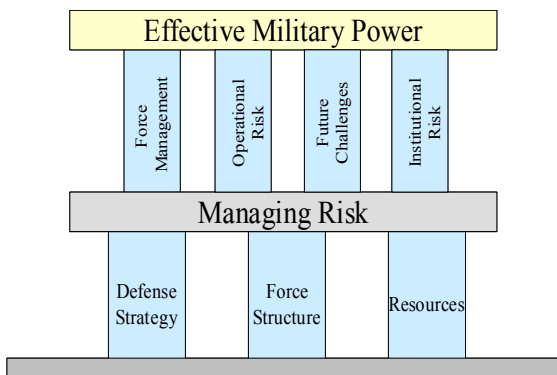 Effective Military Power
Force
Management
Operational
Risk
Future
Challenges
Institutional
Risk
Managing Risk
Defense
Strategy
Force
Structure
Resources